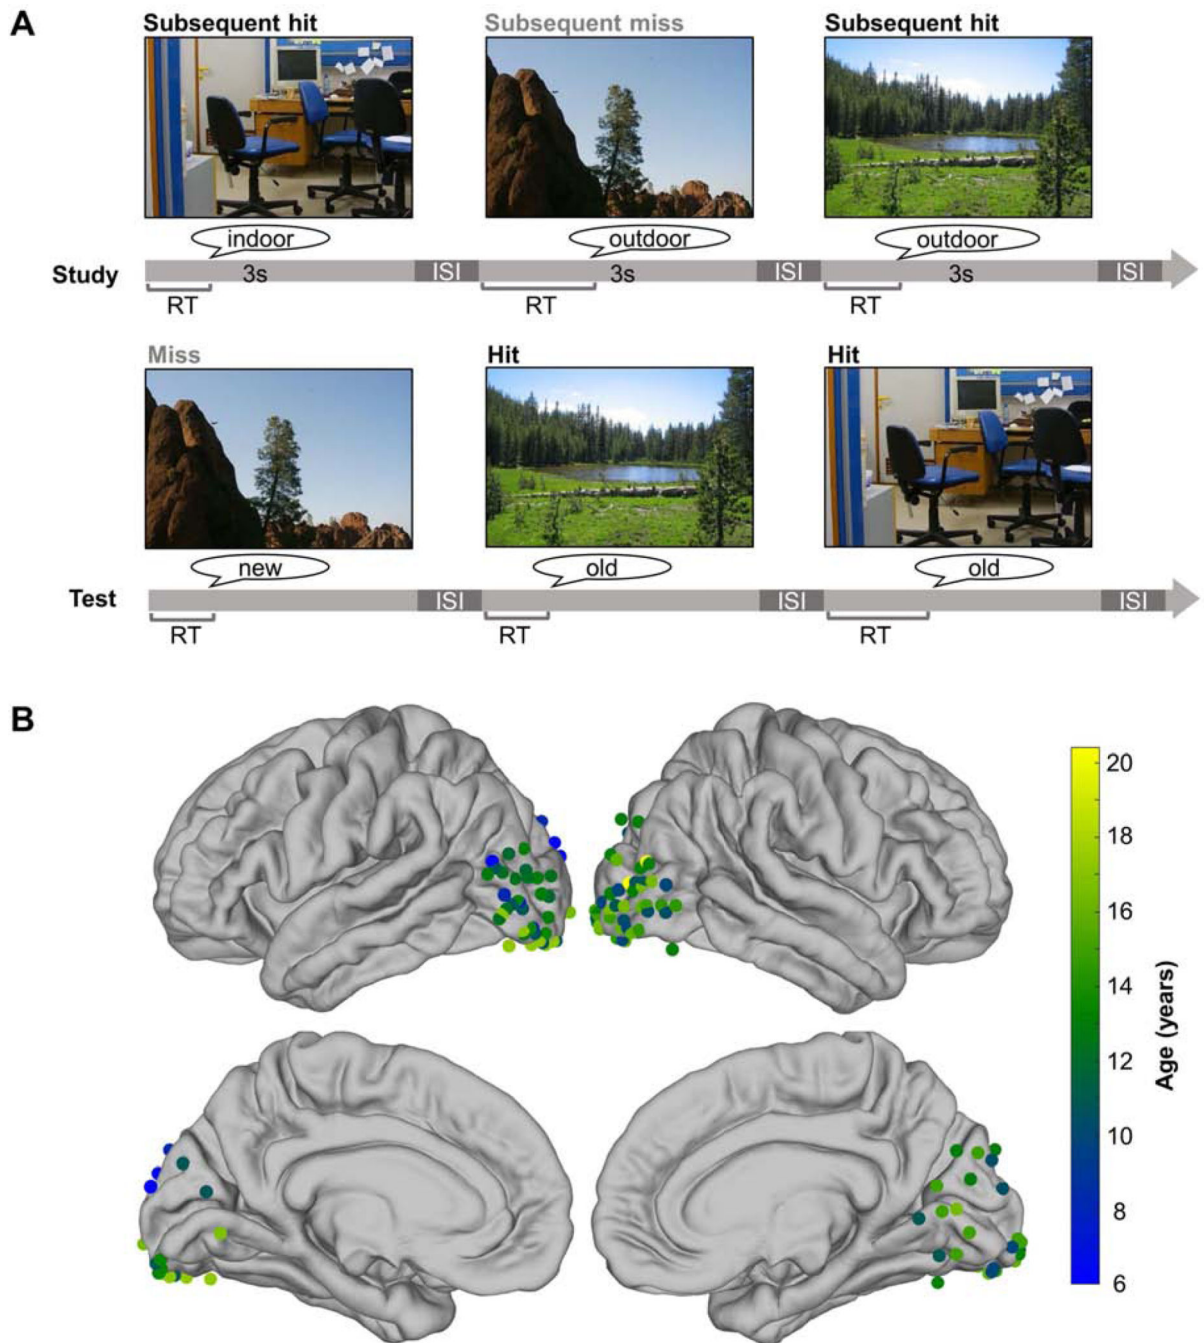 A
Subsequent hit
Subsequent miss
Subsequent hit
indoor
outdoor
outdoor
Study
3s
ISI
3s
ISI
3s
ISI
RT
RT
RT
Miss
Hit
Hit
new
old
old
Test
ISI
ISI
ISI
RT
RT
RT
B
20
18
16
14
12
10
8
6
Age (years)